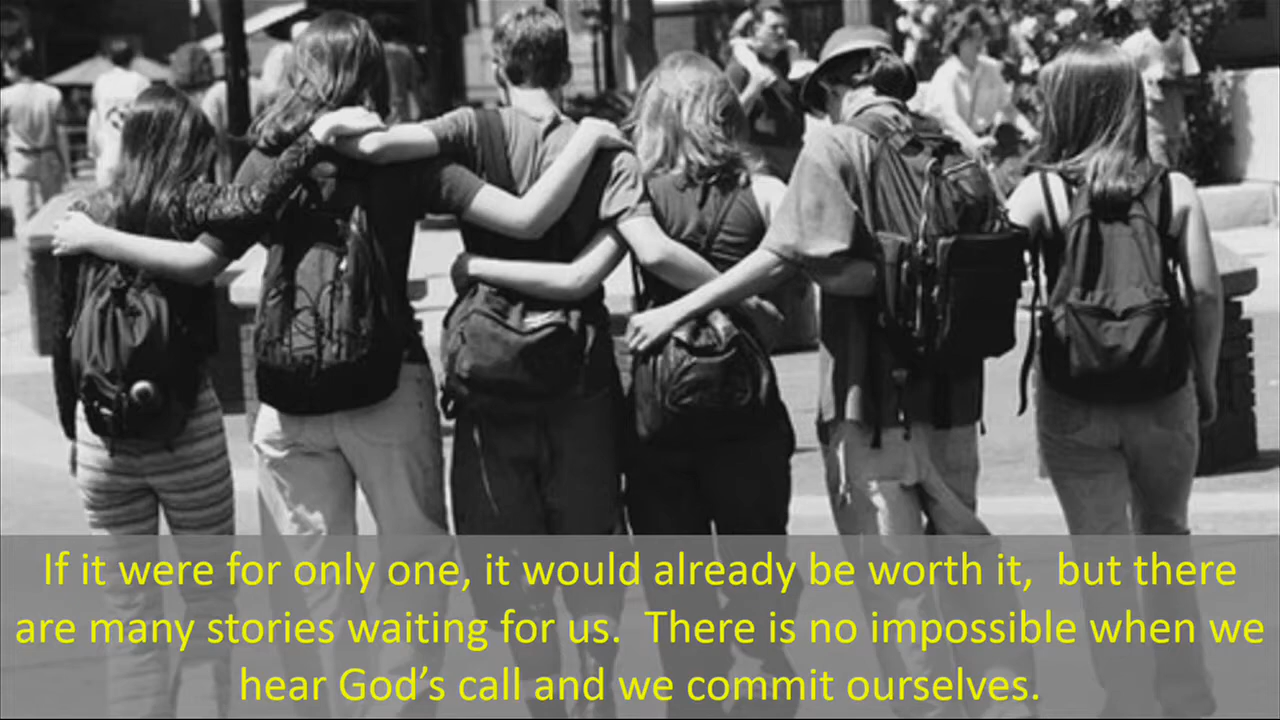 If it were for only one, it would already be worth it,  but there
are many stories waiting for us.  There is no impossible when we
hear God’s call and we commit ourselves.